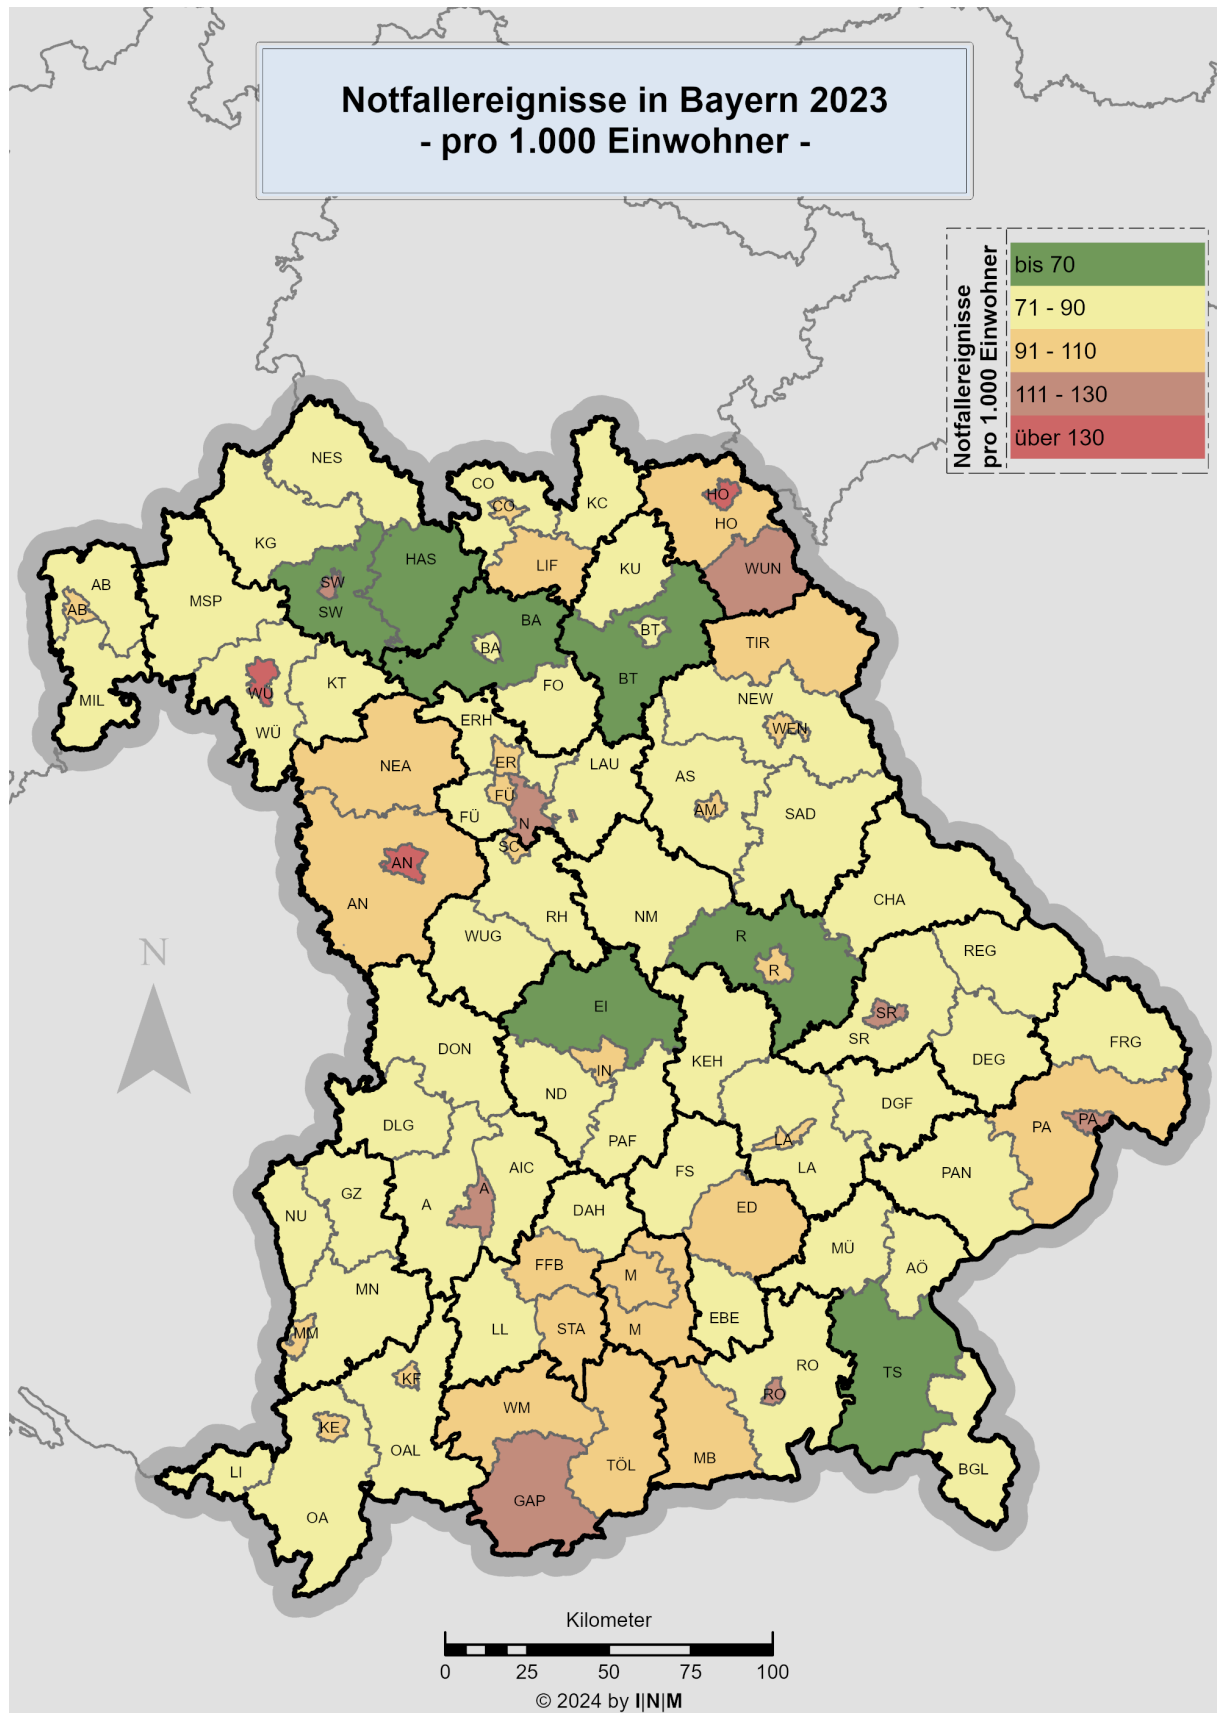 Notfallereignisse in Bayern 2023
- pro 1.000 Einwohner -
Notfallereignisse
pro 1.000 Einwohner
bis 70
71 - 90
91 - 110
111 - 130
über 130
NES
CO
CO
KC
HO
HO
KG
HAS
LIF
KU
WUN
SW
SW
AB
AB
MSP
BA
BA
BT
BT
TIR
MIL
WÜ
WÜ
KT
FO
NEW
WEN
ERH
ER
NEA
LAU
AS
AM
SAD
FÜ
FÜ
N
SC
AN
AN
RH
NM
CHA
WUG
R
R
REG
EI
SR
SR
DON
IN
KEH
DEG
FRG
ND
DGF
DLG
PAF
LA
LA
PA
PA
AIC
FS
PAN
A
A
GZ
NU
DAH
ED
MÜ
AÖ
FFB
M
M
MN
EBE
MM
LL
STA
RO
RO
TS
KF
WM
KE
OAL
LI
TÖL
MB
BGL
GAP
OA
N
Kilometer
0 25 50 75 100
© 2024 by I|N|M